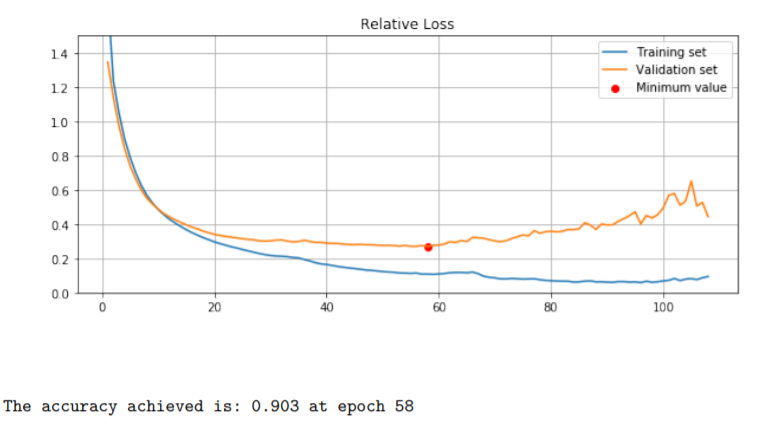 Relative Loss
Training set
Validation set
Minimum value
1.4
1.2
1.0
0.8
0.6
0.4
0.2
0.0
0 20 40 60 80 100
The accuracy achieved is: 0.903 at epoch 58